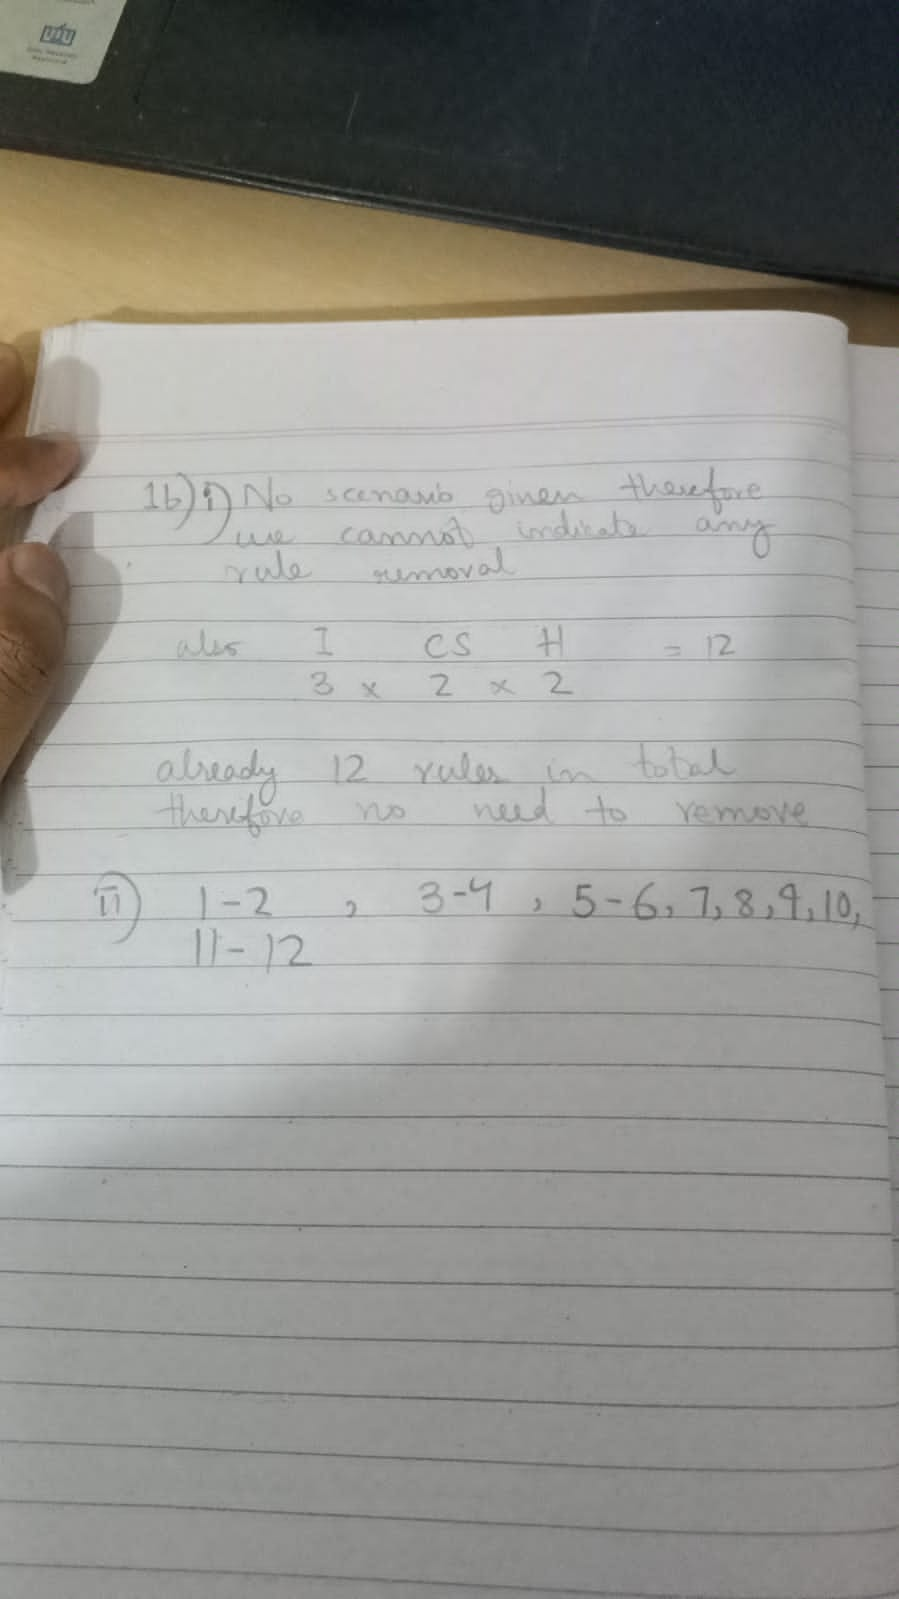 1b) i) No scenario given therefore
we cannot indicate any
rule removal
also I CS H = 12
3 x 2 x 2
already 12 rules in total
therefore no need to remove
ii) 1-2 , 3-4 , 5-6, 7, 8, 9, 10,
11-12